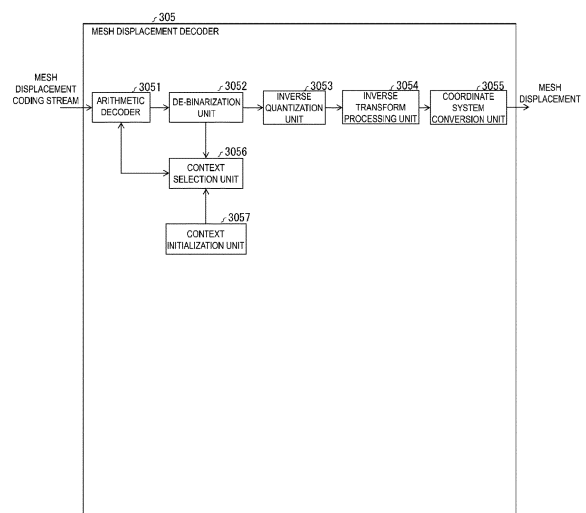 305
MESH DISPLACEMENT DECODER
MESH
DISPLACEMENT
CODING STREAM
3051
ARITHMETIC
DECODER
3052
DE-BINARIZATION
UNIT
3053
INVERSE
QUANTIZATION
UNIT
3054
INVERSE
TRANSFORM
PROCESSING UNIT
3055
COORDINATE
SYSTEM
CONVERSION UNIT
MESH
DISPLACEMENT
3056
CONTEXT
SELECTION UNIT
3057
CONTEXT
INITIALIZATION UNIT